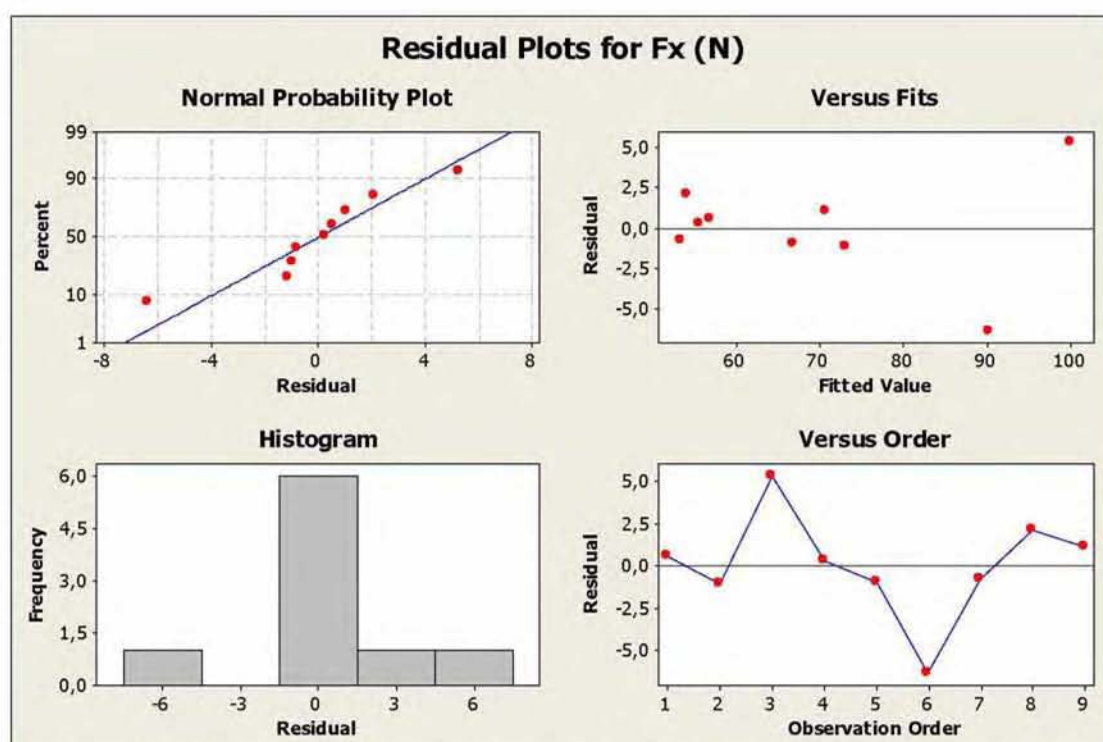 Residual Plots for Fx (N)
Normal Probability Plot
99
90
50
10
1
Percent
-8 -4 0 4 8
Residual
Versus Fits
5,0
2,5
0,0
-2,5
-5,0
Residual
60 70 80 90 100
Fitted Value
Histogram
6,0
4,5
3,0
1,5
0,0
Frequency
-6 -3 0 3 6
Residual
Versus Order
5,0
2,5
0,0
-2,5
-5,0
Residual
1 2 3 4 5 6 7 8 9
Observation Order